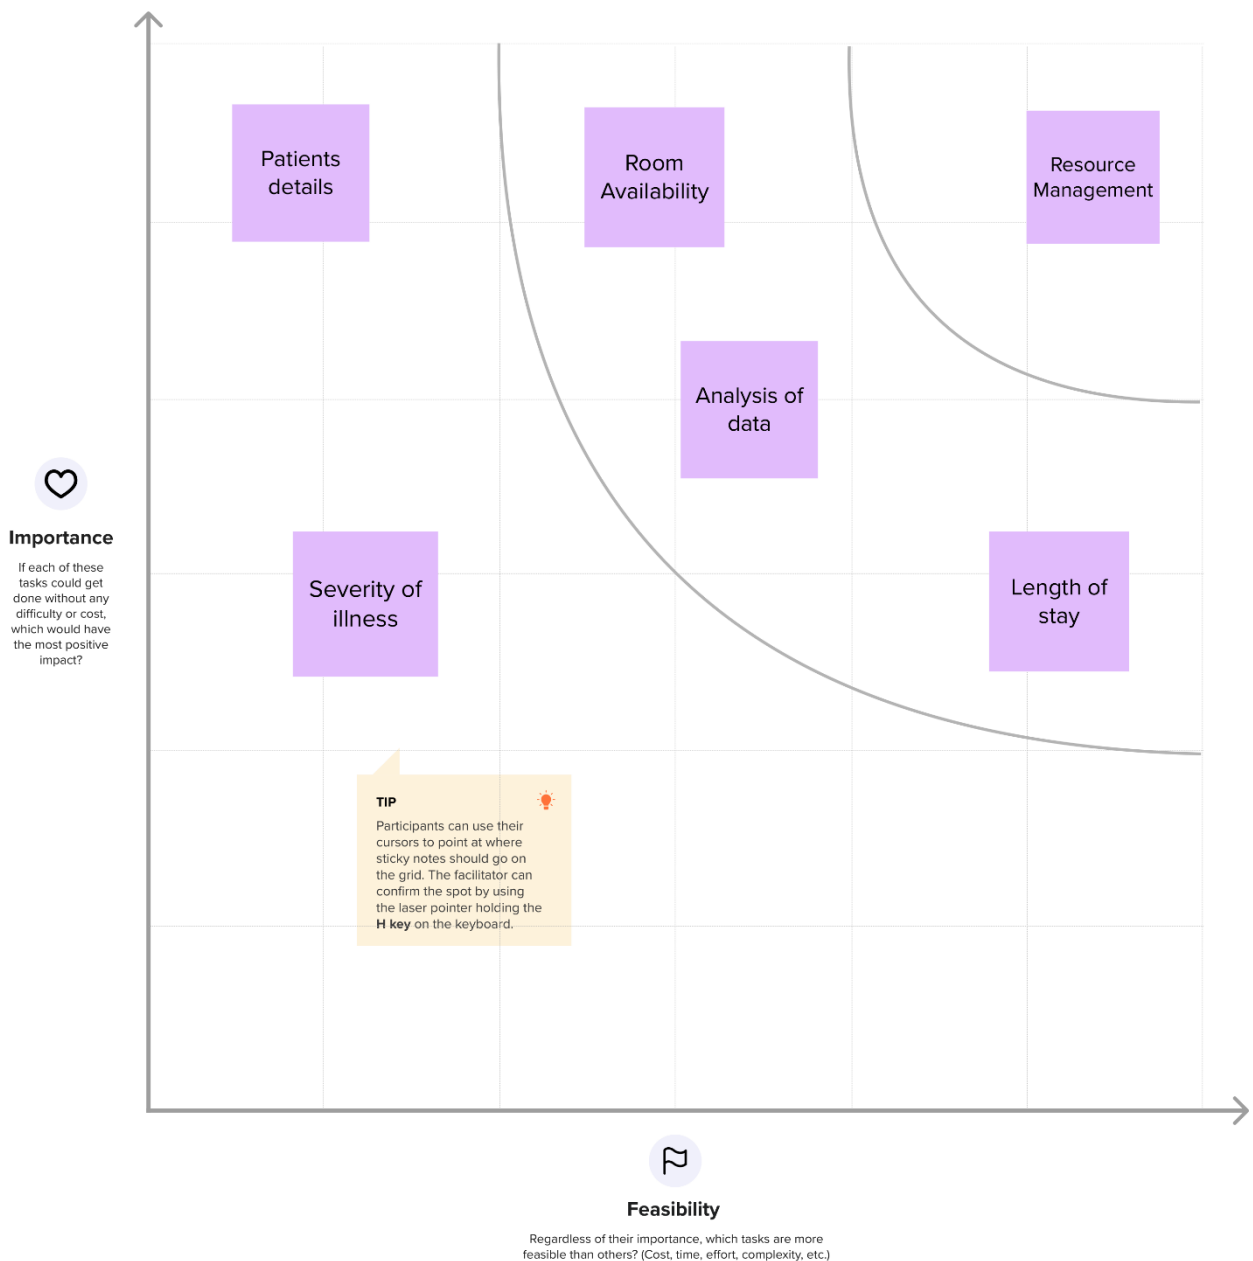 Patients
details
Room
Availability
Resource
Management
Analysis of
data
Importance
If each of these
tasks could get
done without any
difficulty or cost,
which would have
the most positive
impact?
Severity of
illness
Length of
stay
TIP
Participants can use their
cursors to point at where
sticky notes should go on
the grid. The facilitator can
confirm the spot by using
the laser pointer holding the
H key on the keyboard.
Feasibility
Regardless of their importance, which tasks are more
feasible than others? (Cost, time, effort, complexity, etc.)